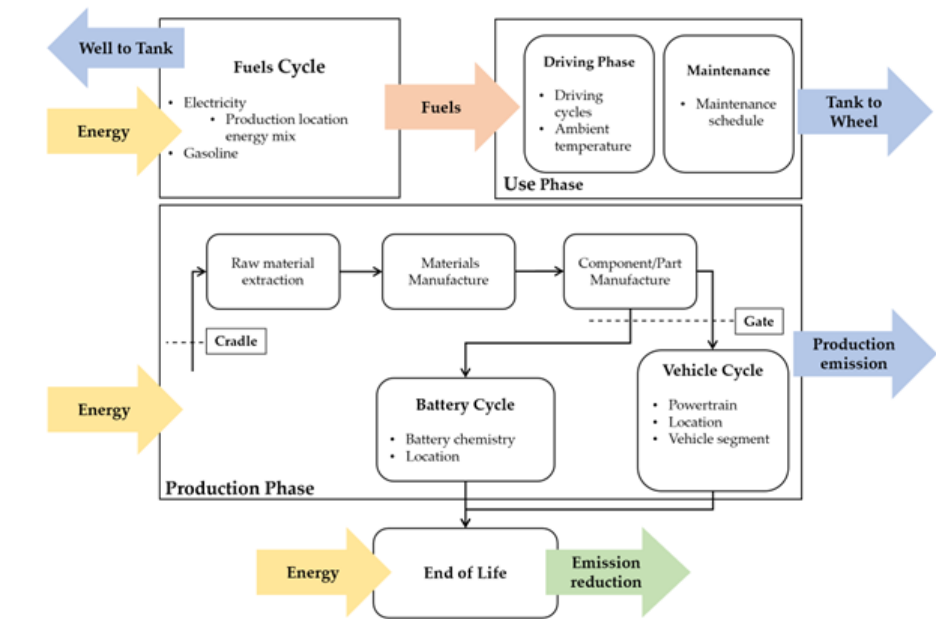 Well to Tank
Energy
Fuels Cycle
• Electricity
• Production location
energy mix
• Gasoline
Fuels
Driving Phase
• Driving
cycles
• Ambient
temperature
Maintenance
• Maintenance
schedule
Use Phase
Tank to
Wheel
Raw material
extraction
Materials
Manufacture
Component/Part
Manufacture
Cradle
Gate
Energy
Battery Cycle
• Battery chemistry
• Location
Vehicle Cycle
• Powertrain
• Location
• Vehicle segment
Production
emission
Production Phase
Energy
End of Life
Emission
reduction